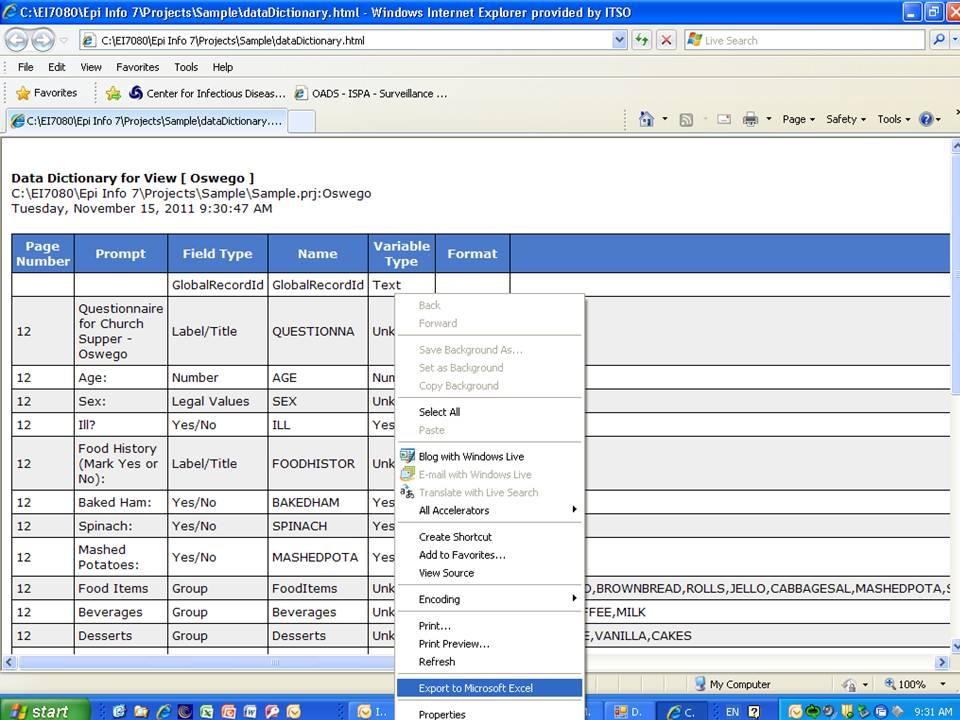 C:\EI7080\Epi Info 7\Projects\Sample\dataDictionary.html - Windows Internet Explorer provided by ITSO
C:\EI7080\Epi Info 7\Projects\Sample\dataDictionary.html
Live Search
File Edit View Favorites Tools Help
Favorites Center for Infectious Diseas... OADS - ISPA - Surveillance ...
C:\EI7080\Epi Info 7\Projects\Sample\dataDictionary.... Page Safety Tools
Data Dictionary for View [ Oswego ]
C:\EI7080\Epi Info 7\Projects\Sample\Sample.prj:Oswego
Tuesday, November 15, 2011 9:30:47 AM
Page Number Prompt Field Type Name Variable Type Format
GlobalRecordId GlobalRecordId Text
12 Questionnaire for Church Supper - Oswego Label/Title QUESTIONNA Unk
12 Age: Number AGE Num
12 Sex: Legal Values SEX Unk
12 Ill? Yes/No ILL Yes
12 Food History (Mark Yes or No): Label/Title FOODHISTOR Unk
12 Baked Ham: Yes/No BAKEDHAM Yes
12 Spinach: Yes/No SPINACH Yes
12 Mashed Potatoes: Yes/No MASHEDPOTA Yes
12 Food Items Group FoodItems Unk ,BROWNBREAD,ROLLS,JELLO,CABBAGESAL,MASHEDPOTA,
12 Beverages Group Beverages Unk FEE,MILK
12 Desserts Group Desserts Unk E,VANILLA,CAKES
Back
Forward
Save Background As...
Set as Background
Copy Background
Select All
Paste
Blog with Windows Live
E-mail with Windows Live
Translate with Live Search
All Accelerators
Create Shortcut
Add to Favorites...
View Source
Encoding
Print...
Print Preview...
Refresh
Export to Microsoft Excel
Properties
My Computer 100%
start I.. D. C. EN 9:31 AM